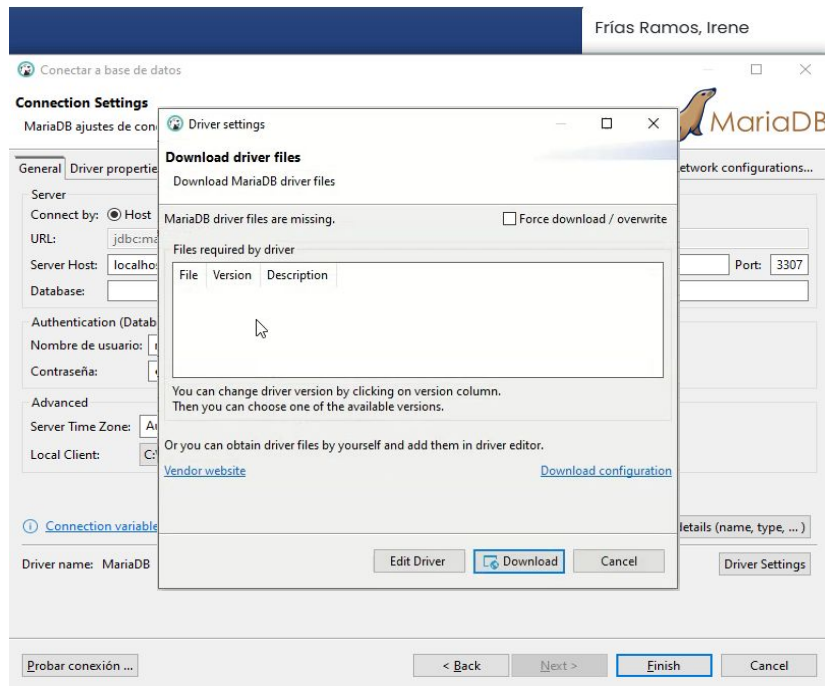 Frías Ramos, Irene
Conectar a base de datos
Connection Settings
MariaDB ajustes de con
MariaDB
Driver settings
Download driver files
Download MariaDB driver files
General Driver propertie
etwork configurations...
MariaDB driver files are missing.
Force download / overwrite
Server
Connect by: Host
URL: jdbc:ma
Server Host: localho
Port: 3307
Database:
Files required by driver
File Version Description
Authentication (Datab
Nombre de usuario:
Contraseña:
You can change driver version by clicking on version column.
Then you can choose one of the available versions.
Advanced
Server Time Zone: Au
Local Client: C:\
Or you can obtain driver files by yourself and add them in driver editor.
Vendor website
Download configuration
Connection variable
details (name, type, ... )
Edit Driver
Download
Cancel
Driver name: MariaDB
Driver Settings
Probar conexión ...
< Back
Next >
Finish
Cancel